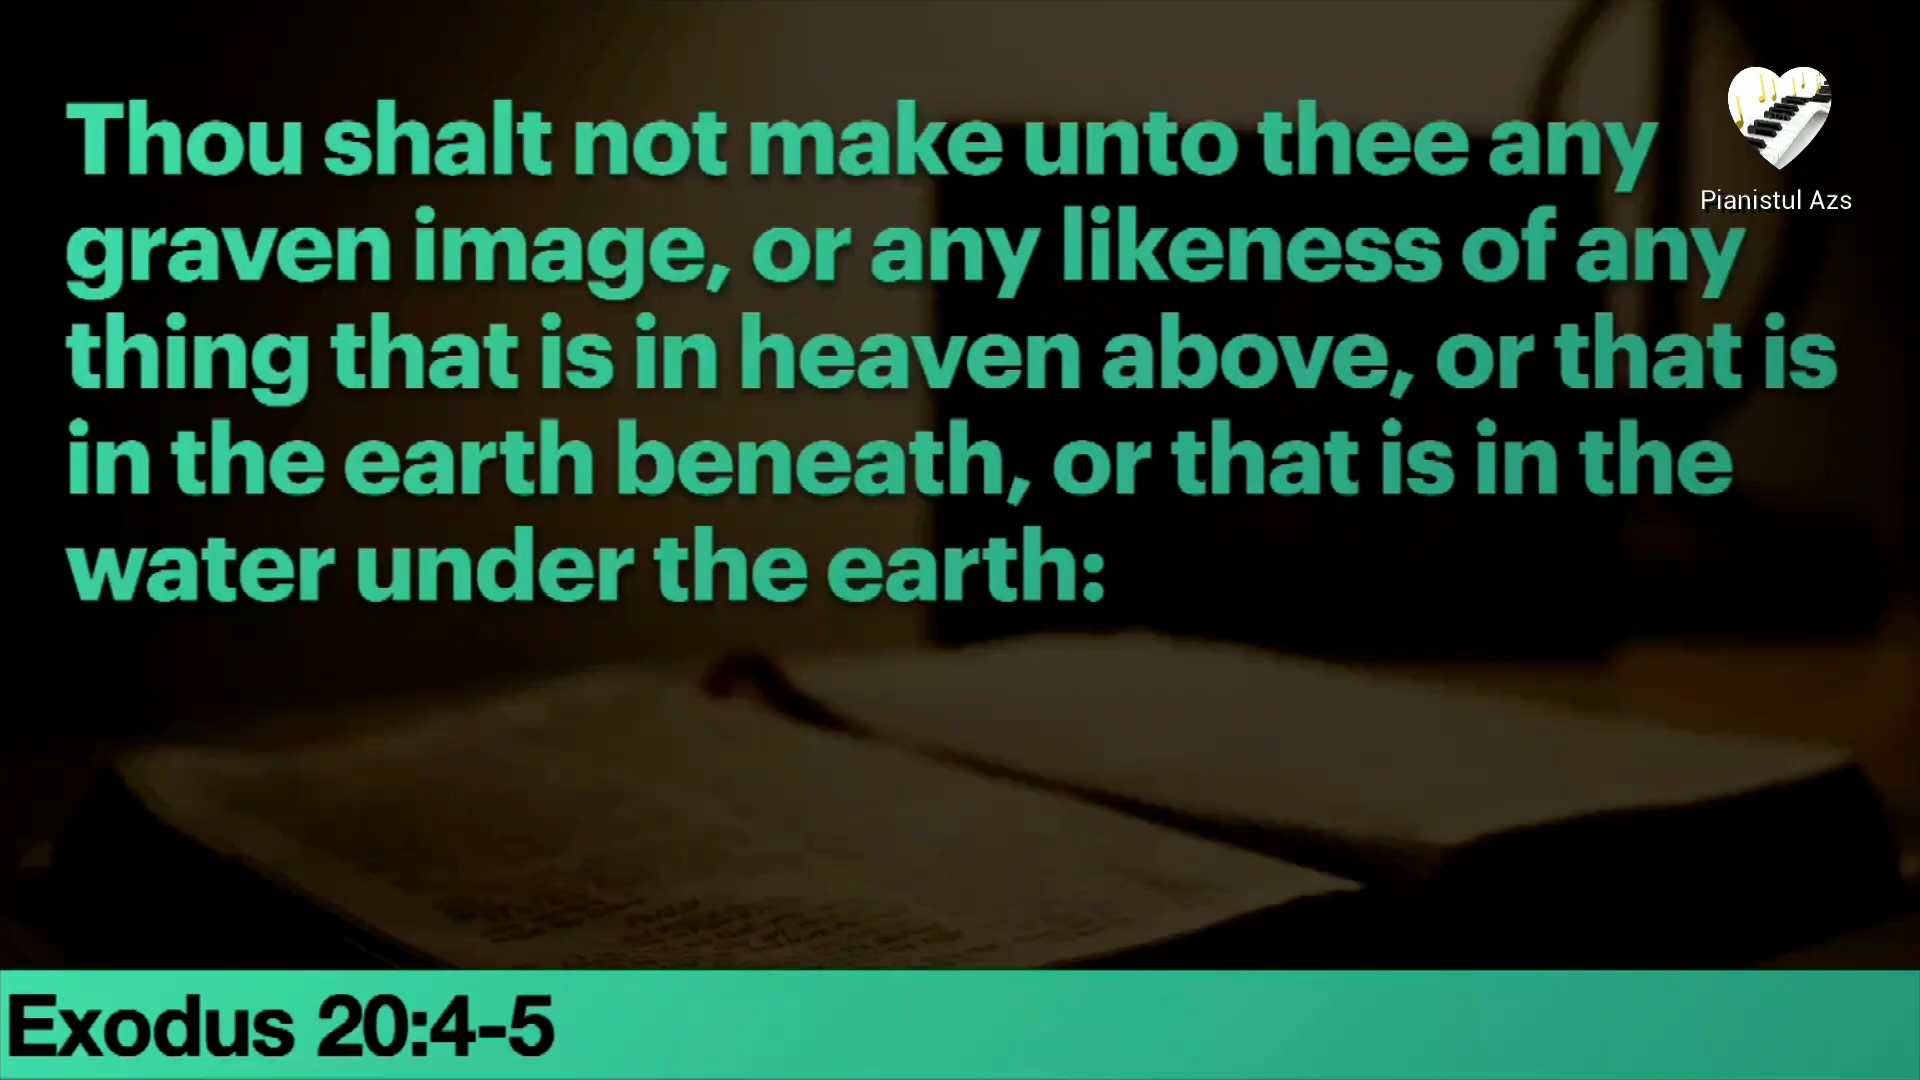 Thou shalt not make unto thee any
graven image, or any likeness of any
thing that is in heaven above, or that is
in the earth beneath, or that is in the
water under the earth:
Pianistul Azs
Exodus 20:4-5